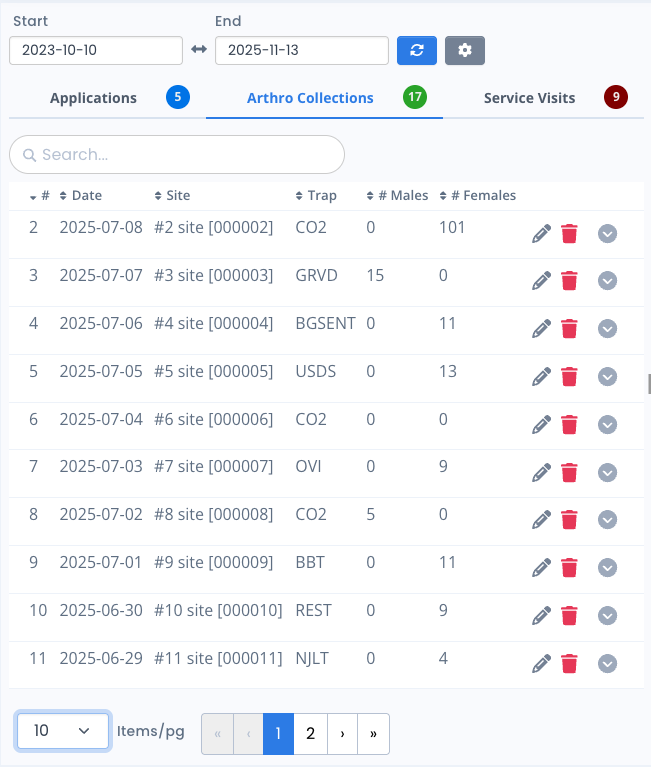 Start End
2023-10-10 2025-11-13
Applications 5 Arthro Collections 17 Service Visits 9
Search...
# Date Site Trap # Males # Females
2 2025-07-08 #2 site [000002] CO2 0 101
3 2025-07-07 #3 site [000003] GRVD 15 0
4 2025-07-06 #4 site [000004] BGSENT 0 11
5 2025-07-05 #5 site [000005] USDS 0 13
6 2025-07-04 #6 site [000006] CO2 0 0
7 2025-07-03 #7 site [000007] OVI 0 9
8 2025-07-02 #8 site [000008] CO2 5 0
9 2025-07-01 #9 site [000009] BBT 0 11
10 2025-06-30 #10 site [000010] REST 0 9
11 2025-06-29 #11 site [000011] NJLT 0 4
10 Items/pg « ‹ 1 2 › »